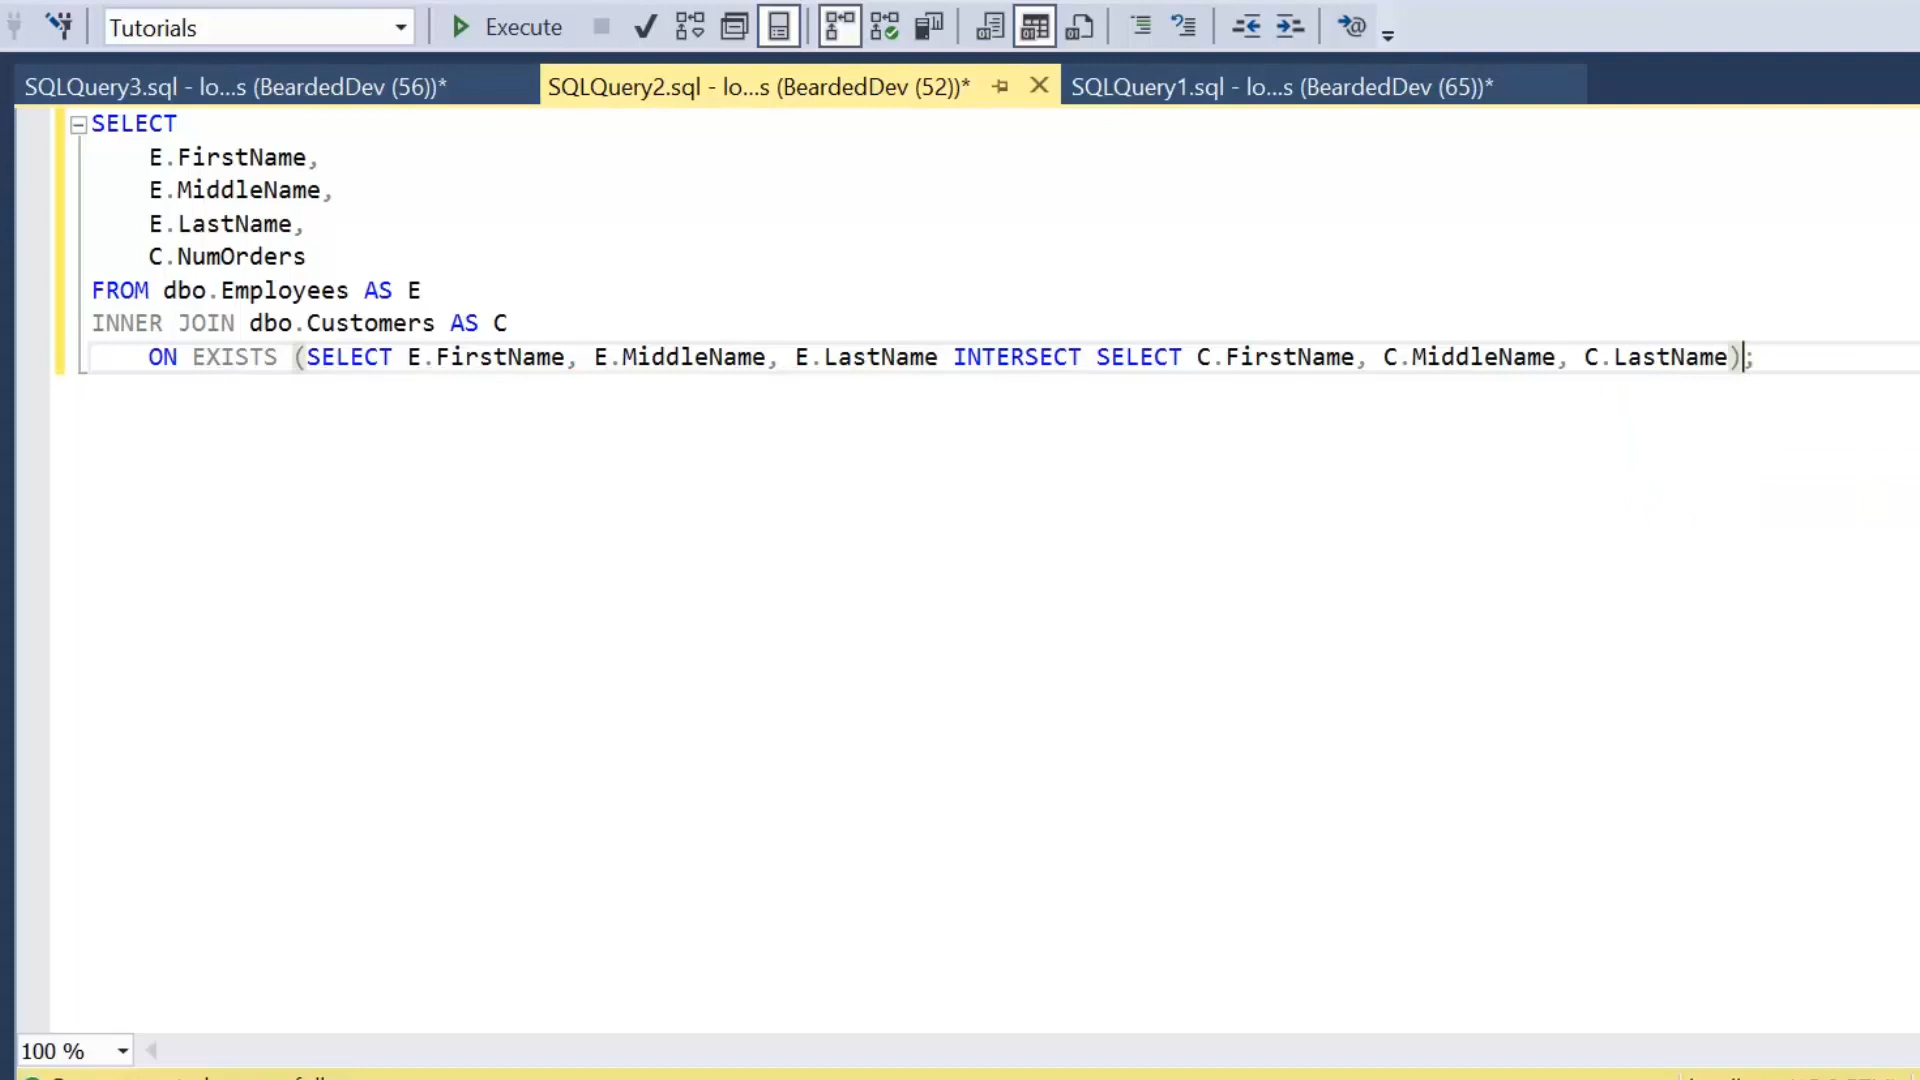 Tutorials
Execute
SQLQuery3.sql - lo...s (BeardedDev (56))*
SQLQuery2.sql - lo...s (BeardedDev (52))*
SQLQuery1.sql - lo...s (BeardedDev (65))*
SELECT
E.FirstName,
E.MiddleName,
E.LastName,
C.NumOrders
FROM dbo.Employees AS E
INNER JOIN dbo.Customers AS C
ON EXISTS (SELECT E.FirstName, E.MiddleName, E.LastName INTERSECT SELECT C.FirstName, C.MiddleName, C.LastName);
100 %